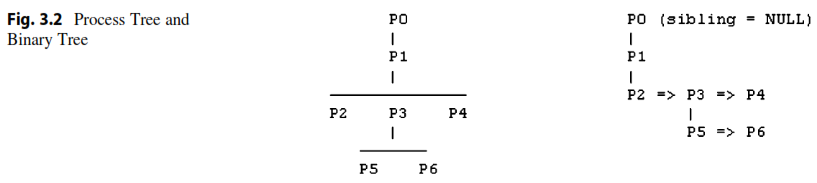 Fig. 3.2 Process Tree and
Binary Tree
P0
|
P1
|
P2 P3 P4
|
P5 P6
P0 (sibling = NULL)
|
P1
|
P2 => P3 => P4
|
P5 => P6